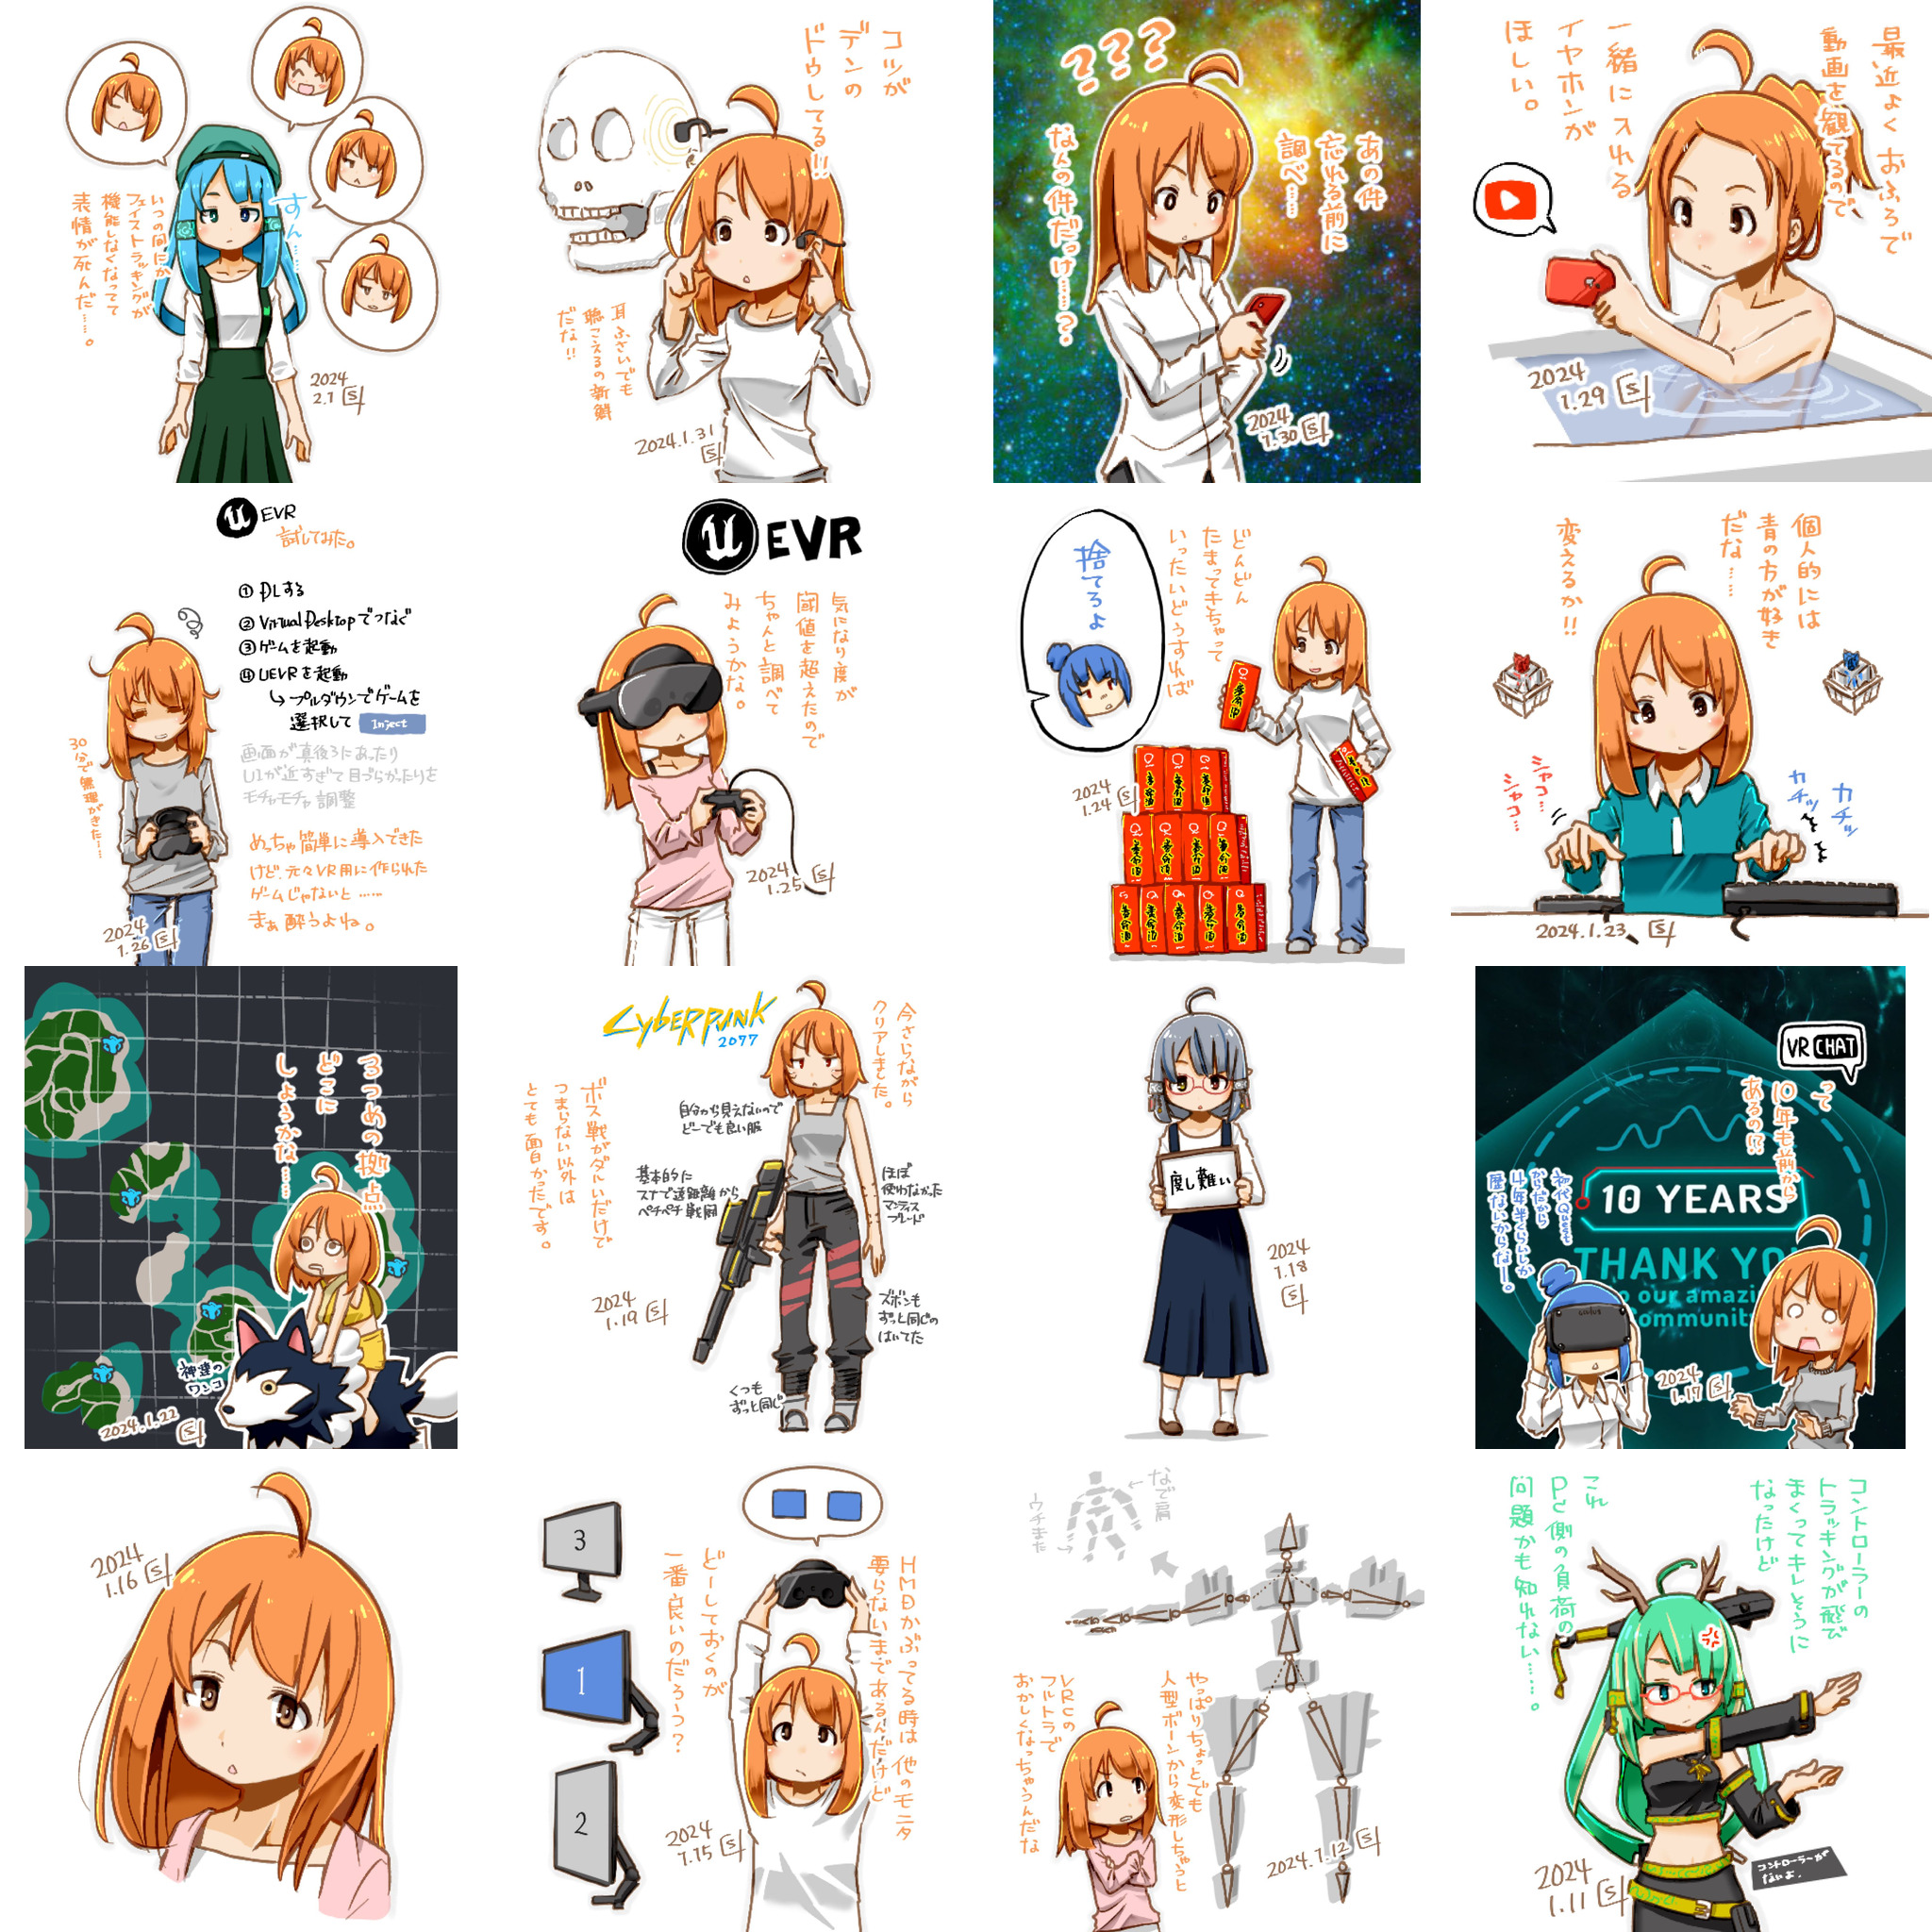 すん……
いつの間にか
フェイストラッキングが
機能しなくなってて
表情が死んだ……。
2024
2.1
コツが
デンの
ドウしてる!!
耳ふさいでも
聴こえるの新鮮
だな!!
2024.1.31
???
あの件
忘れる前に
調べ……
なんの件だっけ……?
2024
1.30
最近よくおふろで
動画を観てるので
一緒に入れる
イヤホンが
ほしい。
2024
1.29
EVR
試してみた。
① DLする
② Virtual Desktopでつなぐ
③ ゲームを起動
④ UEVRを起動
↳ プルダウンでゲームを
選択して Inject
画面が真後ろにあったり
UIが近すぎて目づらかったりを
モチャモチャ調整
めっちゃ簡単に導入できた
けど、元々VR用に作られた
ゲームじゃないと……
まぁ酔うよね。
30分で無理がきた……
2024
1.26
EVR
気になり度が
閾値を超えたので
ちゃんと調べて
みようかな。
2024
1.25
捨てろよ
どんどん
たまってきちゃって
いったいどうすれば
2024
1.24
個人的には
青の方が好き
だな……
変えるか!!
シャコ…
シャコ…
カチッ
カチッ
2024.1.23
3つめの拠点
どこに
しようかな……
神速の
ワンコ
2024.1.22
CYBERPUNK
2077
今さらながら
クリアしました。
ボス戦がダルいだけで
つまらない以外は
とても面白かったです。
自分から見えないので
どーでも良い服
基本的に
スナで遠距離から
ペチペチ戦闘
ほぼ
使わなかった
マンティス
ブレード
ズボンも
ずっと同じの
はいてた
くつも
ずっと同じ
2024
1.19
度し難い
2024
1.18
VRCHAT
って
10年も前から
あるの!?
初代Questも
からだから
4年半くらいしか
歴ないからなー。
10 YEARS
THANK YO
o our amazi
ommunit
2024
1.17
2024
1.16
3
1
2
HMDかぶってる時は他のモニタ
要らないまであるんだけど
どーしておくのが
一番良いのだろーう?
2024
1.15
なで肩
ウチまた
やっぱりちょっとでも
人型ボーンから変形しちゃうと
VRCの
フルトラで
おかしくなっちゃうんだな
2024.1.12
コントローラーの
トラッキングが飛び
まくってキレそうに
なったけど
これ
PC側の負荷の
問題かも知れない……。
コントローラーが
ないよ。
2024
1.11